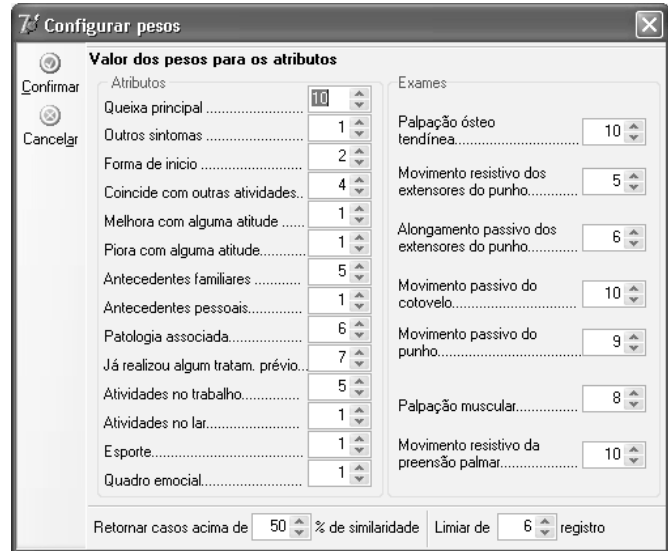 Configurar pesos
Confirmar
Cancelar
Valor dos pesos para os atributos
Atributos
Queixa principal ........................ 10
Outros sintomas ........................ 1
Forma de inicio ........................ 2
Coincide com outras atividades.. 4
Melhora com alguma atitude ...... 1
Piora com alguma atitude............ 1
Antecedentes familiares ............ 5
Antecedentes pessoais.............. 1
Patologia associada................... 6
Já realizou algum tratam. prévio... 7
Atividades no trabalho............... 5
Atividades no lar........................ 1
Esporte..................................... 1
Quadro emocial......................... 1
Exames
Palpação ósteo
tendínea.............................. 10
Movimento resistivo dos
extensores do punho............ 5
Alongamento passivo dos
extensores do punho............ 6
Movimento passivo do
cotovelo.............................. 10
Movimento passivo do
punho................................. 9
Palpação muscular............... 8
Movimento resistivo da
preensão palmar.................. 10
Retornar casos acima de 50 % de similaridade Limiar de 6 registro